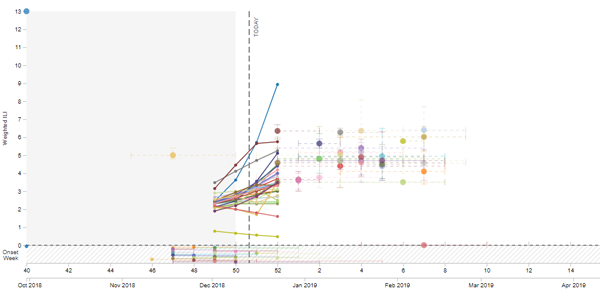 13
12
11
10
9
8
7
6
5
4
3
2
1
0
Weighted ILI
TODAY
Onset
Week
40 42 44 46 48 50 52 2 4 6 8 10 12 14
Oct 2018 Nov 2018 Dec 2018 Jan 2019 Feb 2019 Mar 2019 Apr 2019